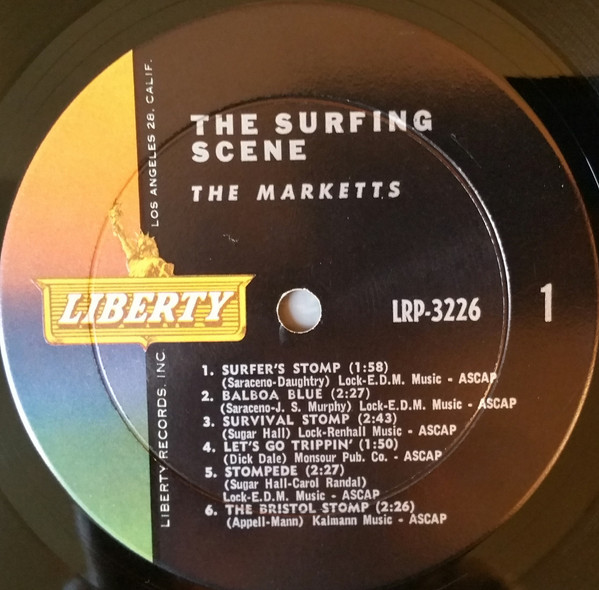 THE SURFING
SCENE
THE MARKETTS
LOS ANGELES 28, CALIF.
LIBERTY
LIBERTY RECORDS, INC.
LRP-3226
1
1. SURFER'S STOMP (1:58)
(Saraceno-Daughtry) Lock-E.D.M. Music - ASCAP
2. BALBOA BLUE (2:27)
(Saraceno-J. S. Murphy) Lock-E.D.M. Music - ASCAP
3. SURVIVAL STOMP (2:43)
(Sugar Hall) Lock-Renhall Music - ASCAP
4. LET'S GO TRIPPIN' (1:50)
(Dick Dale) Monsour Pub. Co. - ASCAP
5. STOMPEDE (2:27)
(Sugar Hall-Carol Randal)
Lock-E.D.M. Music - ASCAP
6. THE BRISTOL STOMP (2:26)
(Appell-Mann) Kalmann Music - ASCAP